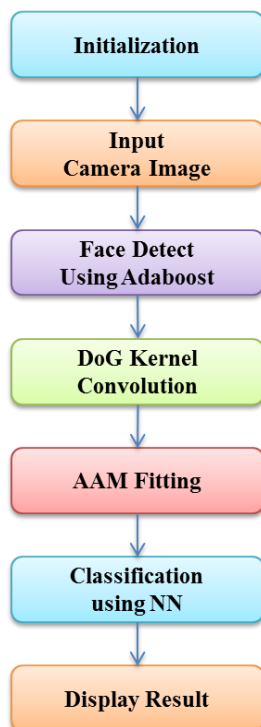 Initialization
Input
Camera Image
Face Detect
Using Adaboost
DoG Kernel
Convolution
AAM Fitting
Classification
using NN
Display Result